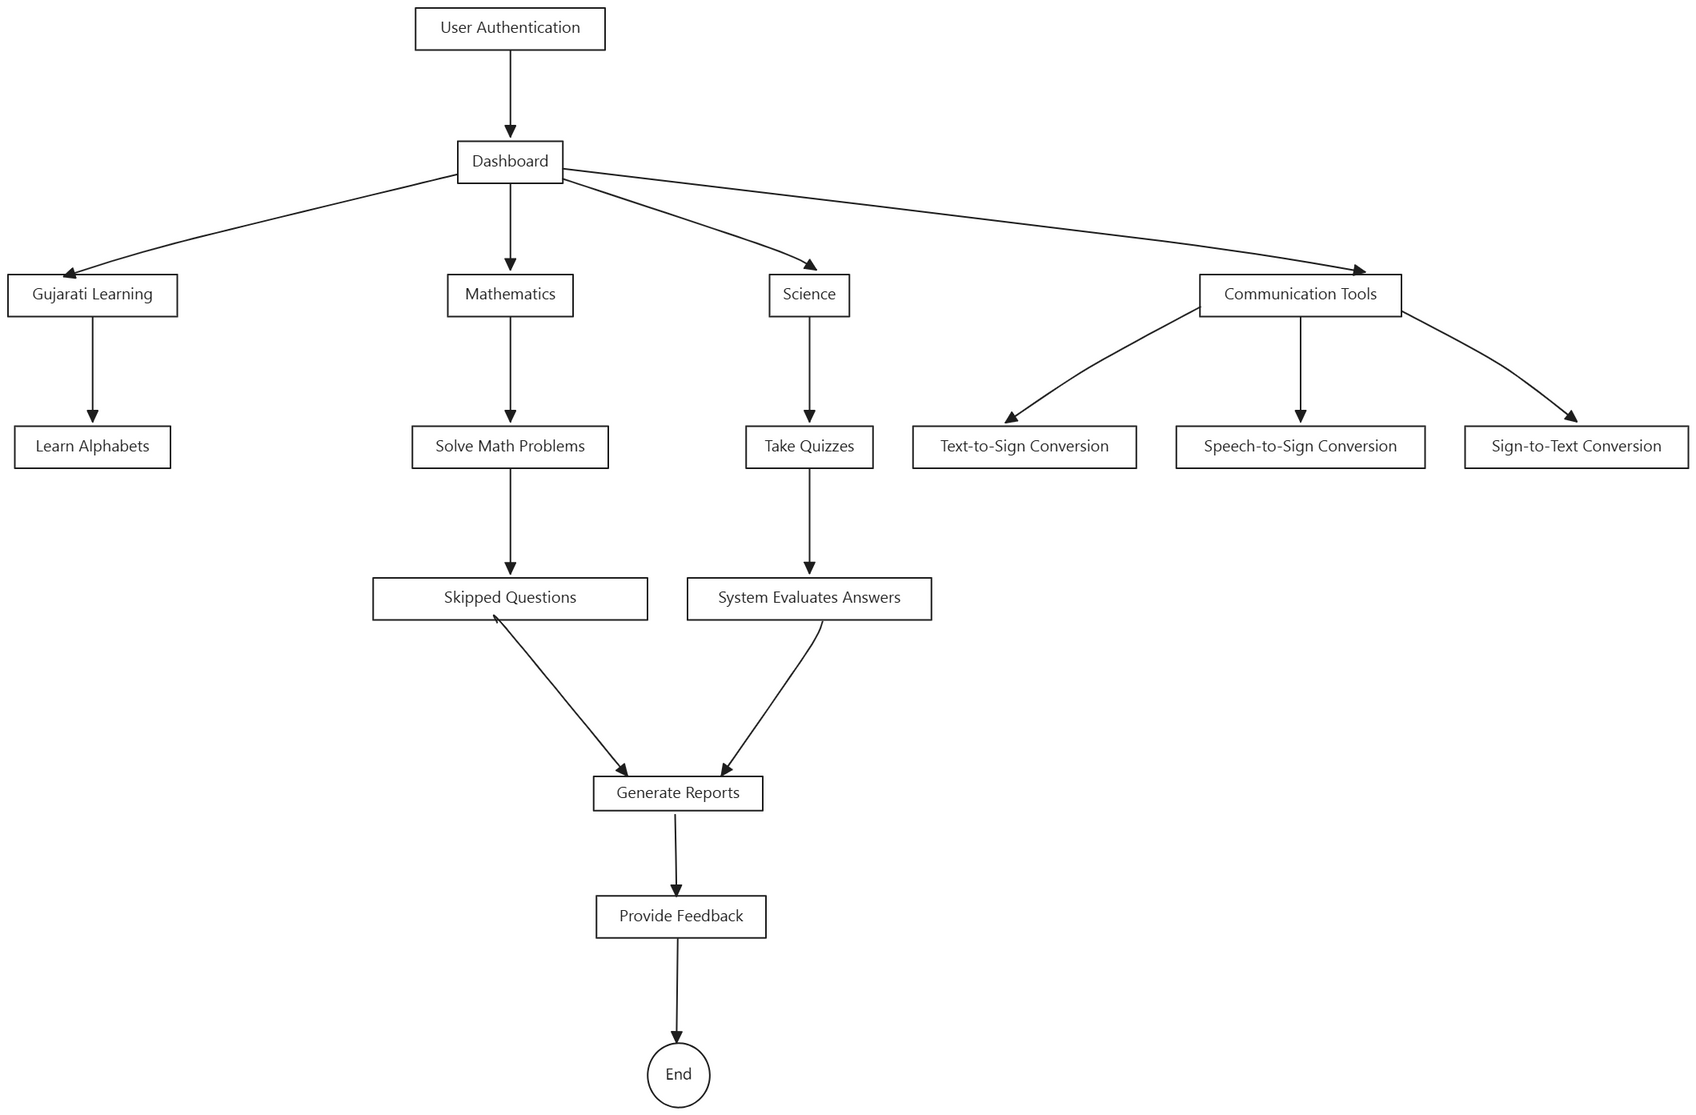 User Authentication
Dashboard
Gujarati Learning
Mathematics
Science
Communication Tools
Learn Alphabets
Solve Math Problems
Take Quizzes
Text-to-Sign Conversion
Speech-to-Sign Conversion
Sign-to-Text Conversion
Skipped Questions
System Evaluates Answers
Generate Reports
Provide Feedback
End